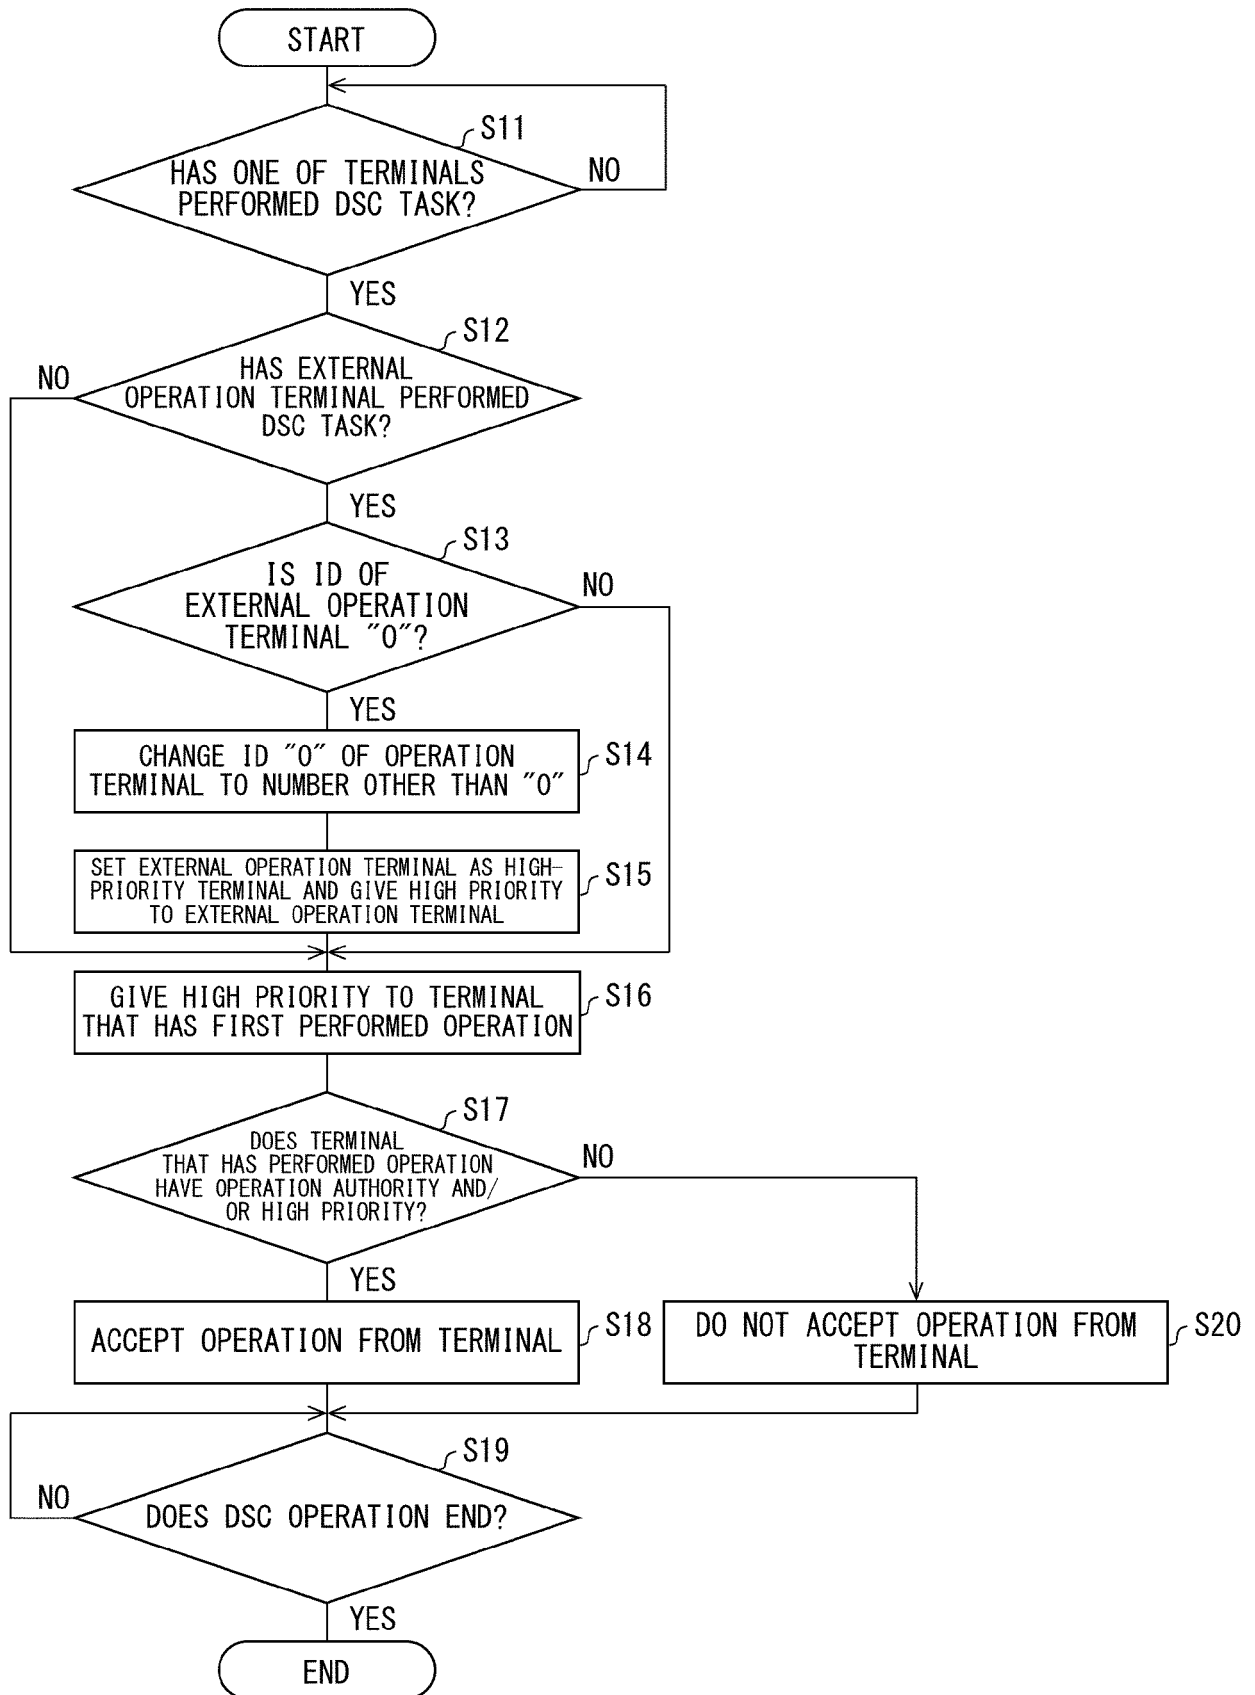 START
S11
HAS ONE OF TERMINALS
PERFORMED DSC TASK?
NO
YES
S12
HAS EXTERNAL
OPERATION TERMINAL PERFORMED
DSC TASK?
NO
YES
S13
IS ID OF
EXTERNAL OPERATION
TERMINAL "0"?
NO
YES
CHANGE ID "0" OF OPERATION
TERMINAL TO NUMBER OTHER THAN "0"
S14
SET EXTERNAL OPERATION TERMINAL AS HIGH-
PRIORITY TERMINAL AND GIVE HIGH PRIORITY
TO EXTERNAL OPERATION TERMINAL
S15
GIVE HIGH PRIORITY TO TERMINAL
THAT HAS FIRST PERFORMED OPERATION
S16
S17
DOES TERMINAL
THAT HAS PERFORMED OPERATION
HAVE OPERATION AUTHORITY AND/
OR HIGH PRIORITY?
NO
YES
ACCEPT OPERATION FROM TERMINAL
S18
DO NOT ACCEPT OPERATION FROM
TERMINAL
S20
S19
DOES DSC OPERATION END?
NO
YES
END